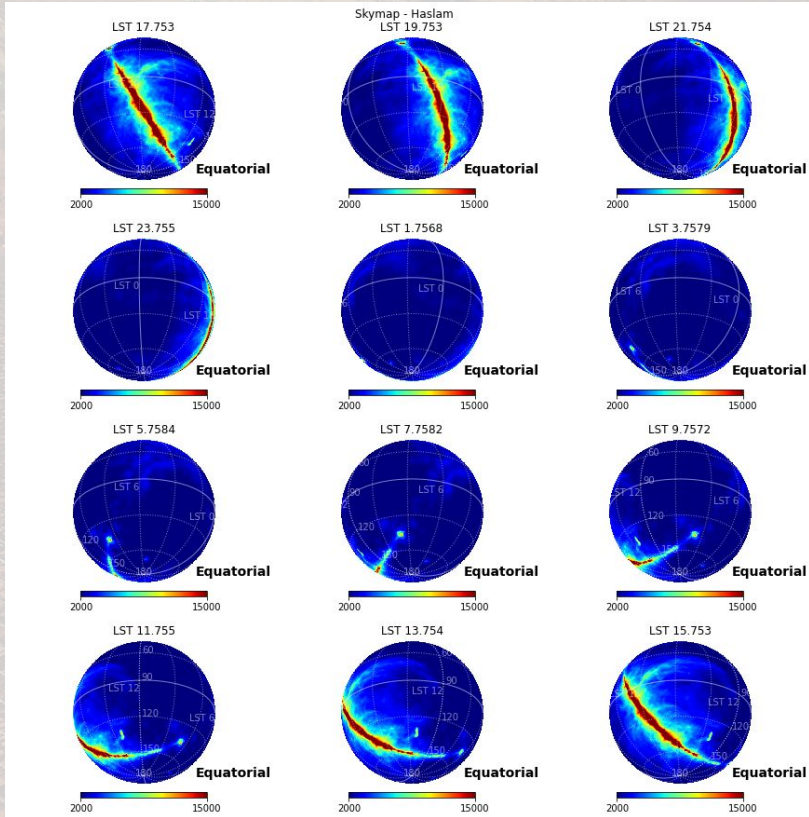 Skymap - Haslam
LST 17.753
LST 19.753
LST 21.754
LST 12
150
180
Equatorial
180
Equatorial
LST 0
180
Equatorial
2000
15000
2000
15000
2000
15000
LST 23.755
LST 1.7568
LST 3.7579
LST 0
180
Equatorial
LST 0
180
Equatorial
LST 6
LST 0
150
180
Equatorial
2000
15000
2000
15000
2000
15000
LST 5.7584
LST 7.7582
LST 9.7572
LST 6
LST 0
120
150
180
Equatorial
60
90
LST 6
120
180
Equatorial
60
LST 12
90
LST 6
120
150
180
Equatorial
2000
15000
2000
15000
2000
15000
LST 11.755
LST 13.754
LST 15.753
60
90
LST 12
120
LST 6
150
180
Equatorial
60
90
LST 12
120
150
180
Equatorial
90
LST 12
120
150
180
Equatorial
2000
15000
2000
15000
2000
15000